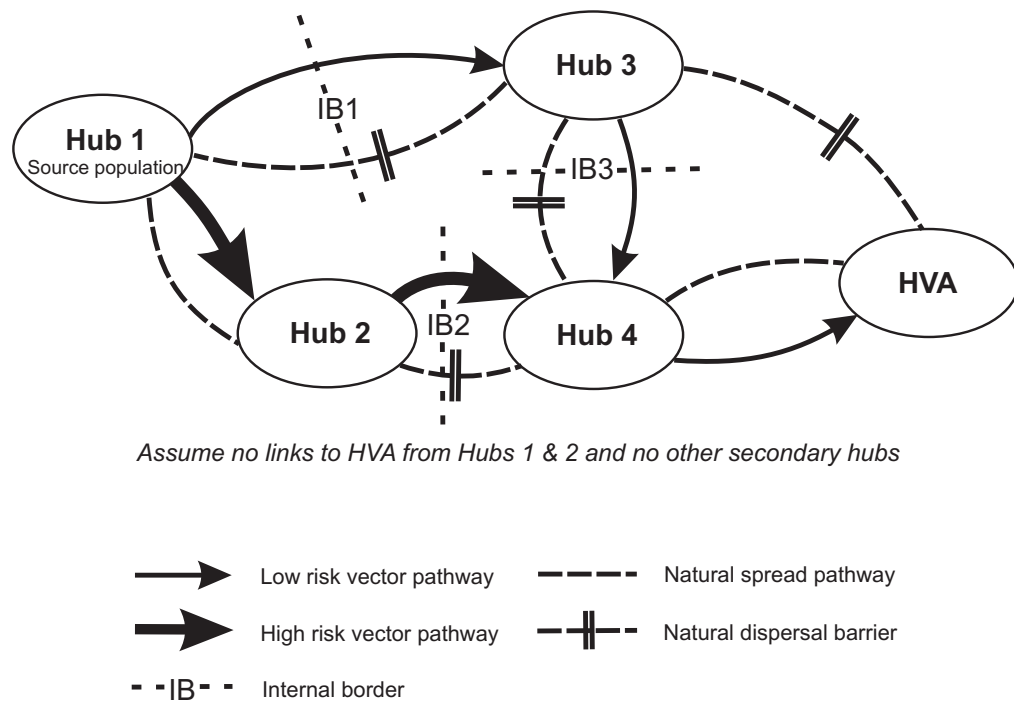 Hub 3
IB1
Hub 1
Source population
IB3
HVA
IB2
Hub 2
Hub 4
Assume no links to HVA from Hubs 1 & 2 and no other secondary hubs
Low risk vector pathway
Natural spread pathway
High risk vector pathway
Natural dispersal barrier
IB
Internal border